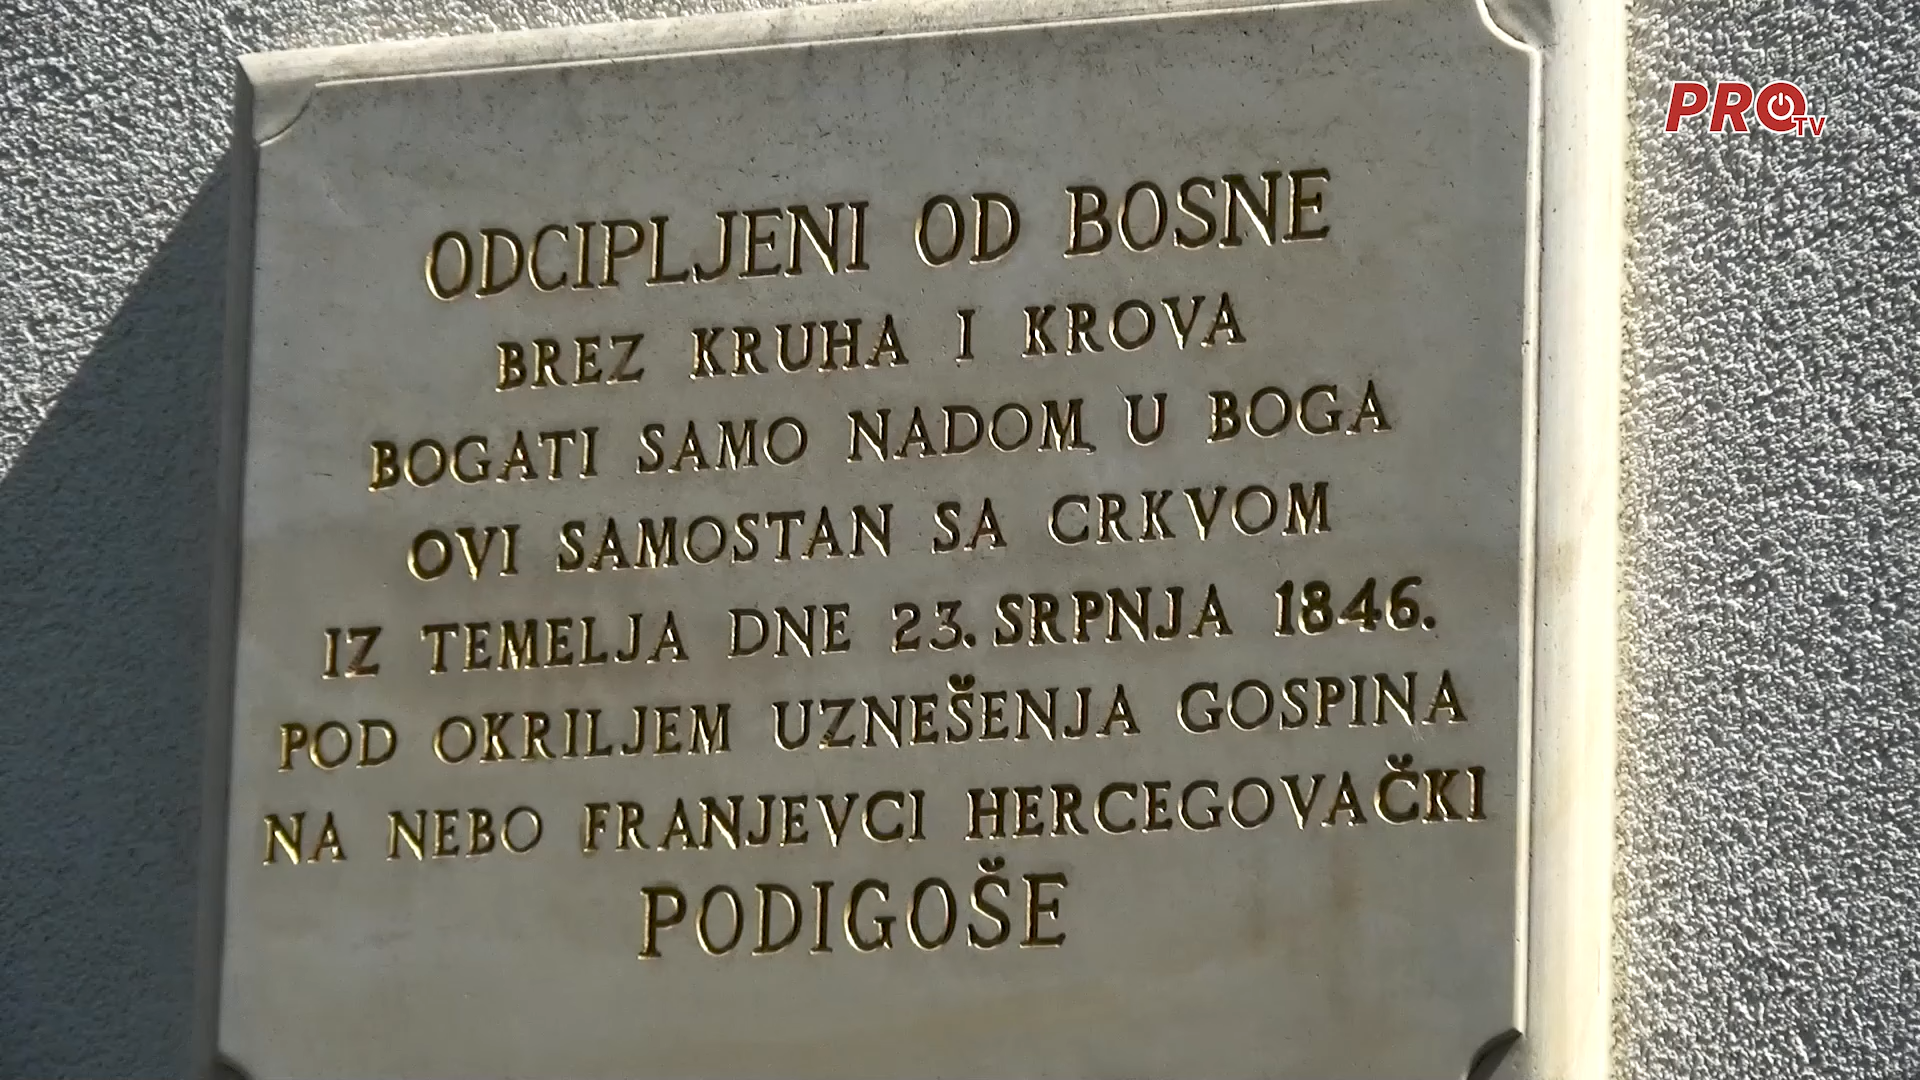 PRO TV
ODCIPLJENI OD BOSNE
BREZ KRUHA I KROVA
BOGATI SAMO NADOM U BOGA
OVI SAMOSTAN SA CRKVOM
IZ TEMELJA DNE 23. SRPNJA 1846.
POD OKRILJEM UZNEŠENJA GOSPINA
NA NEBO FRANJEVCI HERCEGOVAČKI
PODIGOŠE